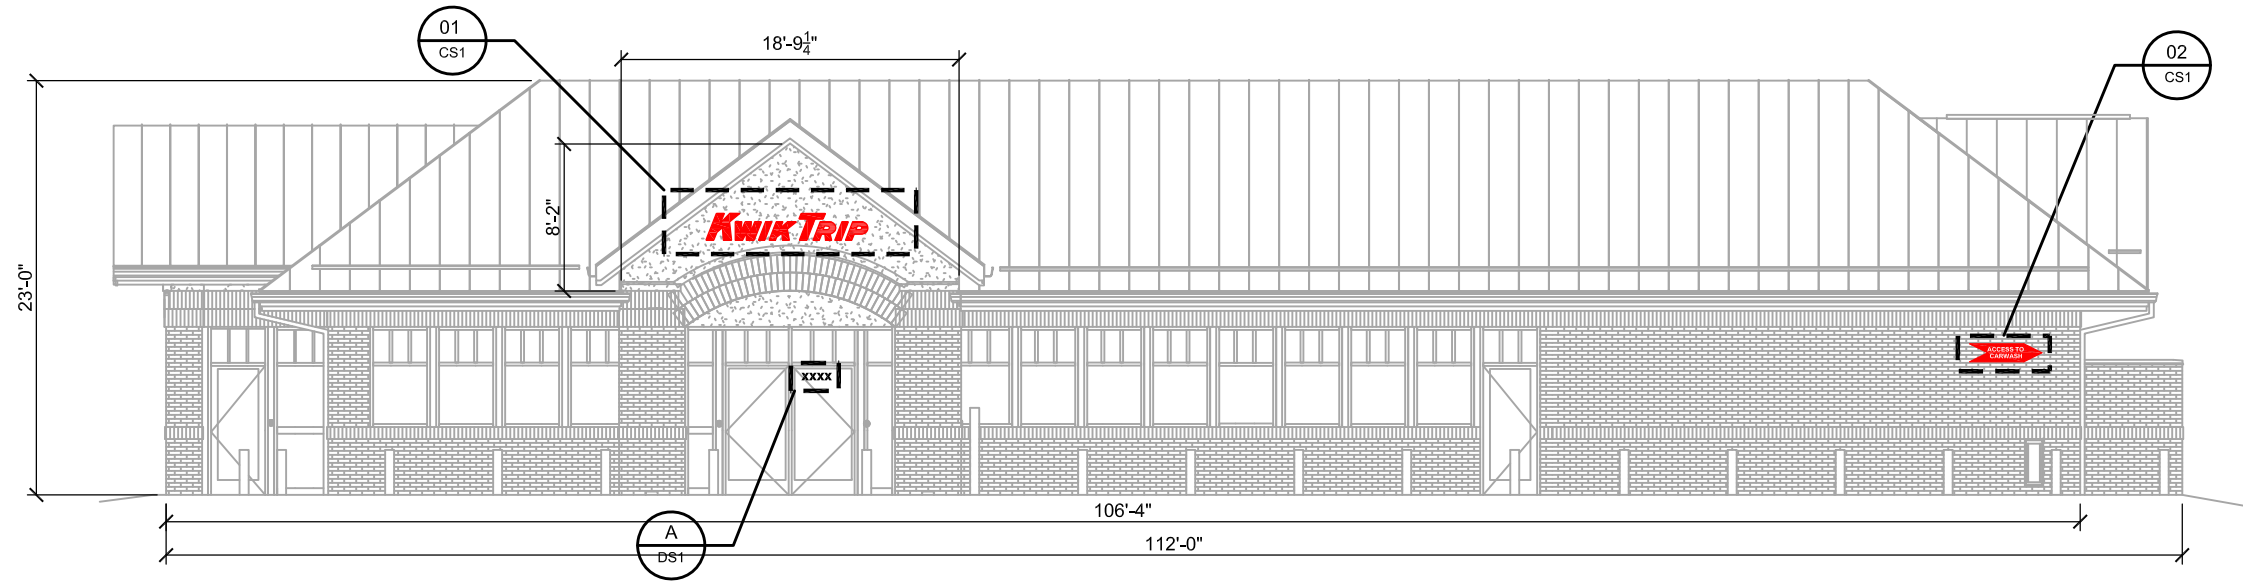 01
CS1
18'-9¼"
02
CS1
8'-2"
KWIK TRIP
23'-0"
ACCESS TO
CARWASH
xxxx
106'-4"
A
DS1
112'-0"